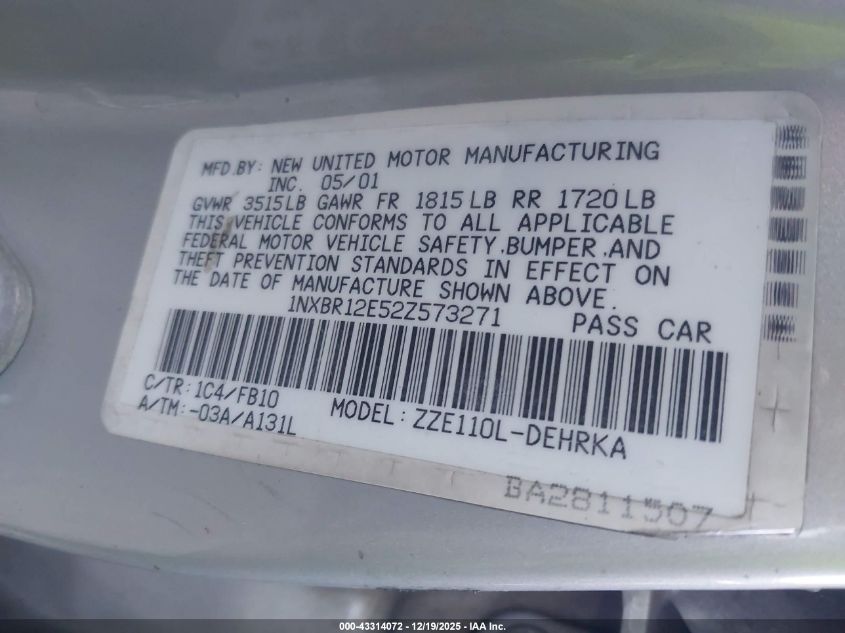 MFD.BY: NEW UNITED MOTOR MANUFACTURING
INC. 05/01
GVWR 3515LB GAWR FR 1815LB RR 1720LB
THIS VEHICLE CONFORMS TO ALL APPLICABLE
FEDERAL MOTOR VEHICLE SAFETY,BUMPER,AND
THEFT PREVENTION STANDARDS IN EFFECT ON
THE DATE OF MANUFACTURE SHOWN ABOVE.
1NXBR12E52Z573271 PASS CAR
C/TR:1C4/FB10
A/TM:-03A/A131L
MODEL: ZZE110L-DEHRKA
BA2811507
000-43314072 — 12/19/2025 — IAA Inc.